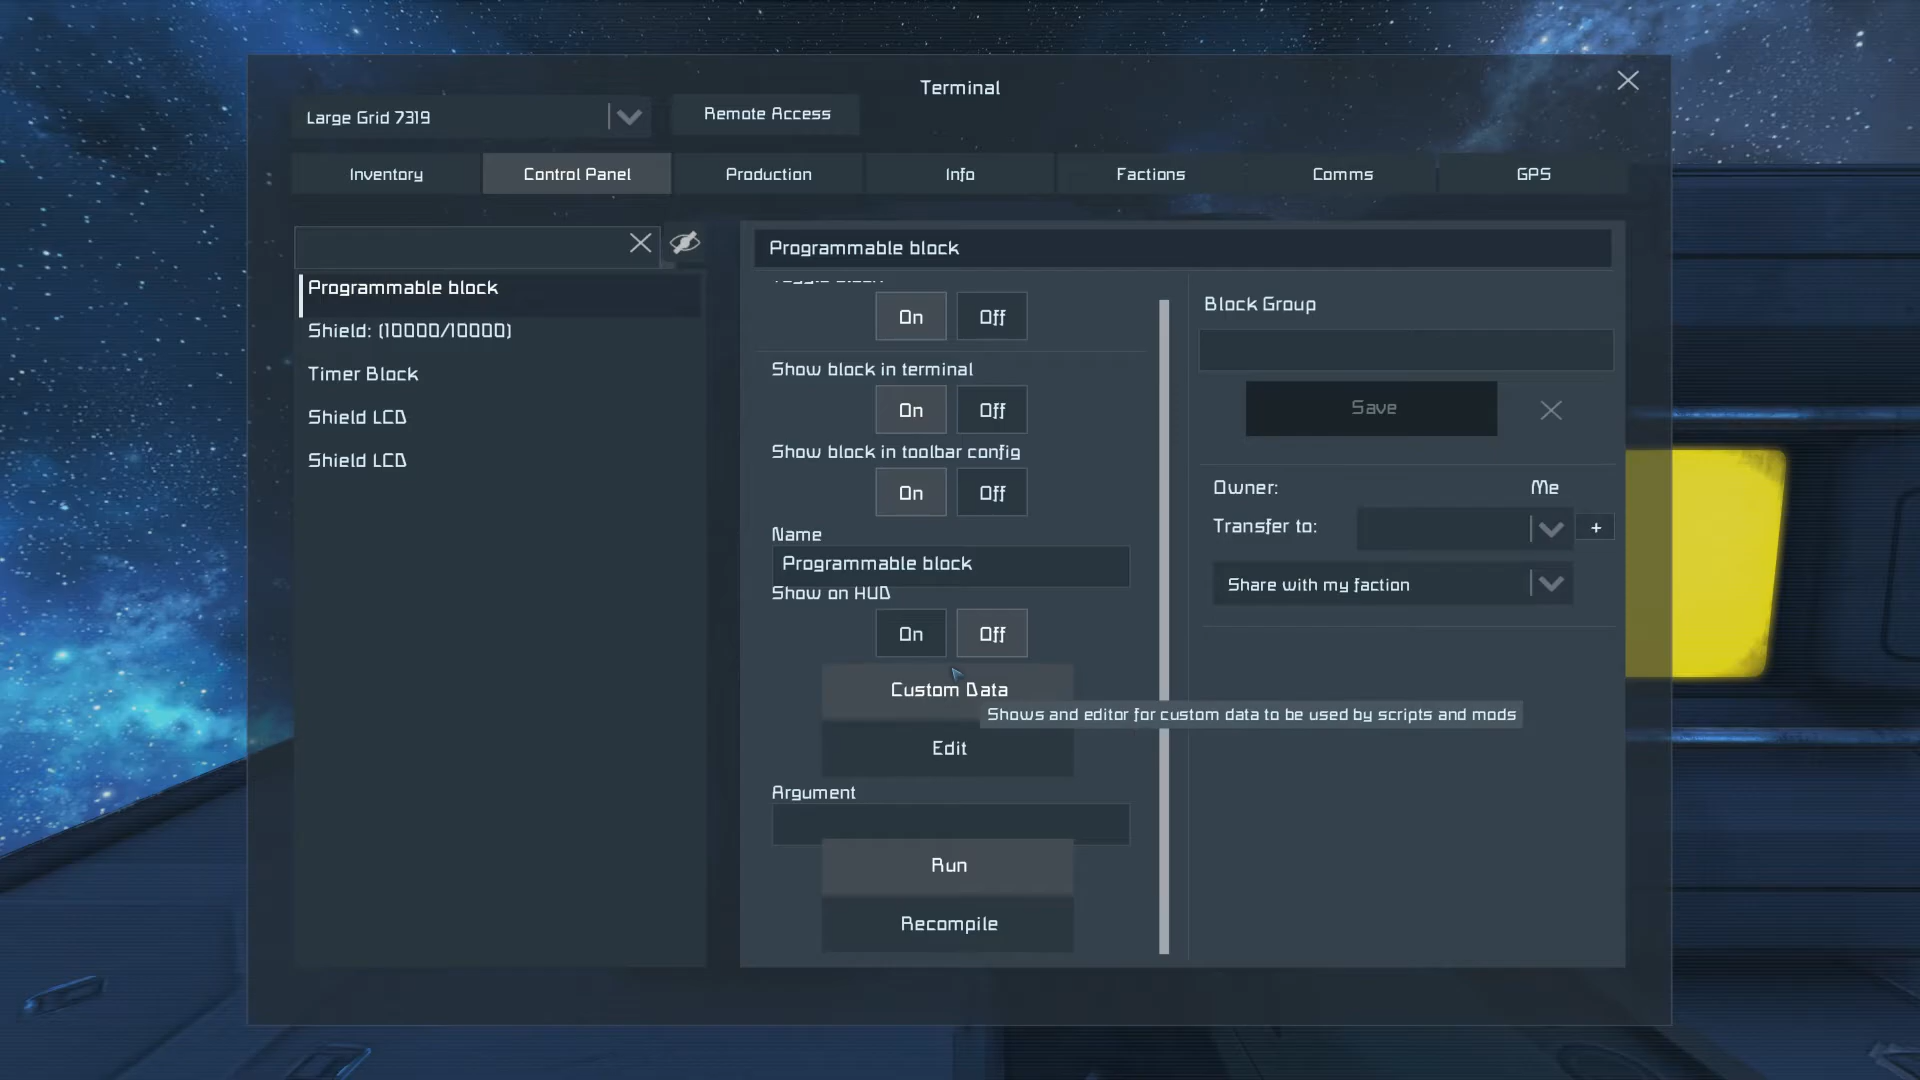 Terminal
Large Grid 7319
Remote Access
Inventory
Control Panel
Production
Info
Factions
Comms
GPS
Programmable block
Shield: (10000/10000)
Timer Block
Shield LCD
Shield LCD
Programmable block
On
Off
Show block in terminal
On
Off
Show block in toolbar config
On
Off
Name
Programmable block
Show on HUD
On
Off
Custom Data
Shows and editor for custom data to be used by scripts and mods
Edit
Argument
Run
Recompile
Block Group
Save
Owner:
Me
Transfer to:
+
Share with my faction